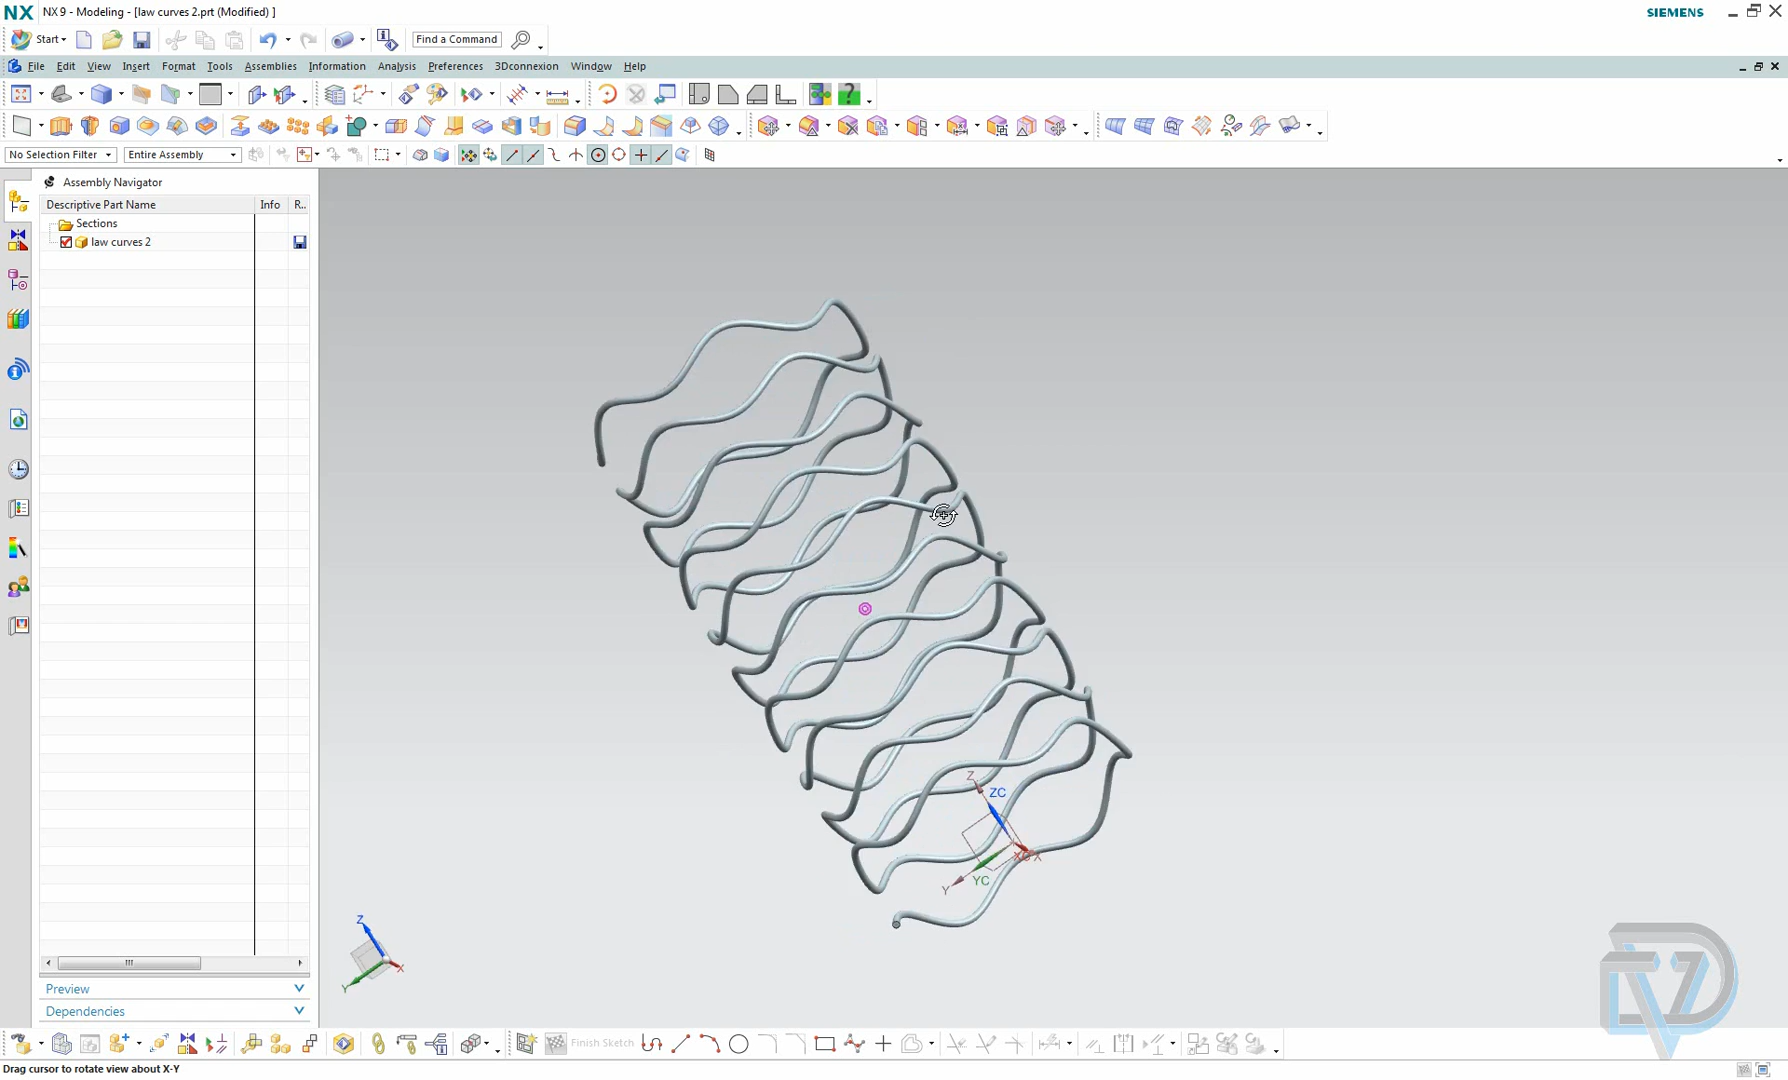 NX NX 9 - Modeling - [law curves 2.prt (Modified) ] SIEMENS
Start Find a Command
File Edit View Insert Format Tools Assemblies Information Analysis Preferences 3Dconnexion Window Help
No Selection Filter Entire Assembly
Assembly Navigator
Descriptive Part Name Info R..
Sections
law curves 2
Z
ZC
X
YC
Y
Z
X
Y
Preview
Dependencies
Finish Sketch
Drag cursor to rotate view about X-Y